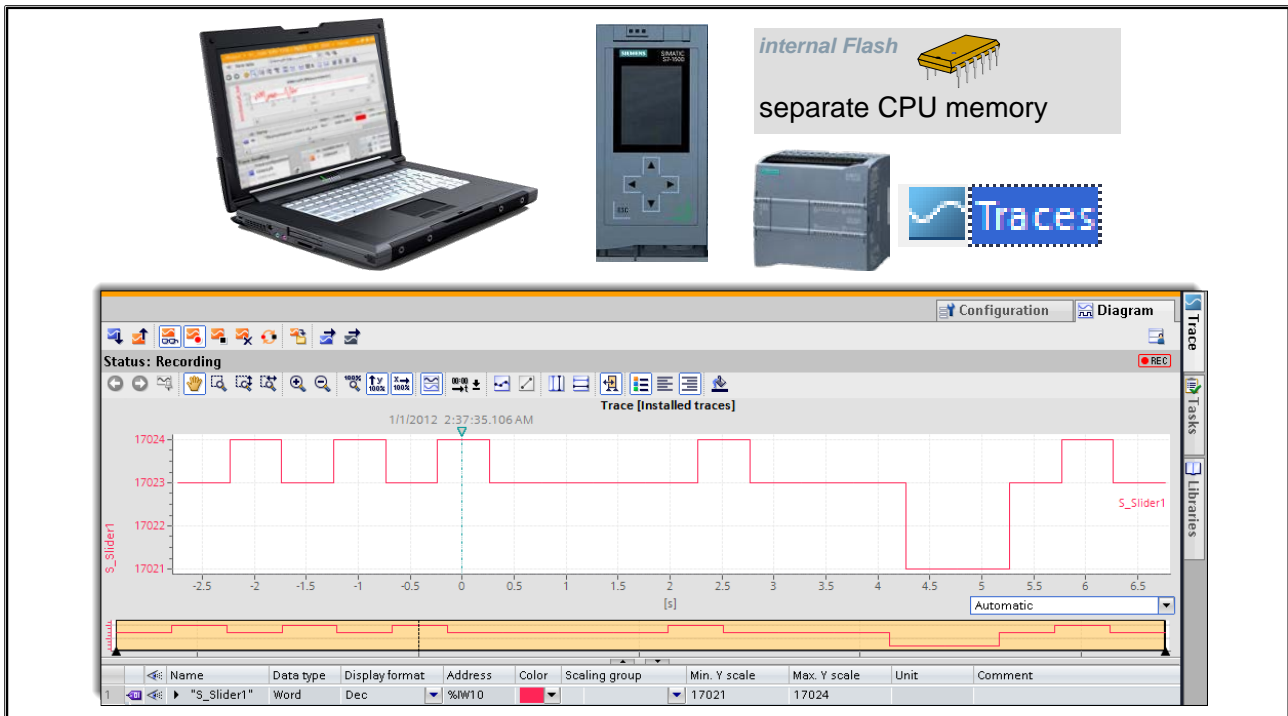 internal Flash
separate CPU memory
SIEMENS
SIMATIC
S7-1500
ESC
Traces
Configuration
Diagram
Trace
Tasks
Libraries
Status: Recording
REC
Trace [Installed traces]
1/1/2012 2:37:35.106 AM
17024
17023
17022
17021
S_Slider1
S_Slider1
-2.5 -2 -1.5 -1 -0.5 0 0.5 1 1.5 2 2.5 3 3.5 4 4.5 5 5.5 6 6.5
[s]
Automatic
Name Data type Display format Address Color Scaling group Min. Y scale Max. Y scale Unit Comment
1 "S_Slider1" Word Dec %IW10 17021 17024